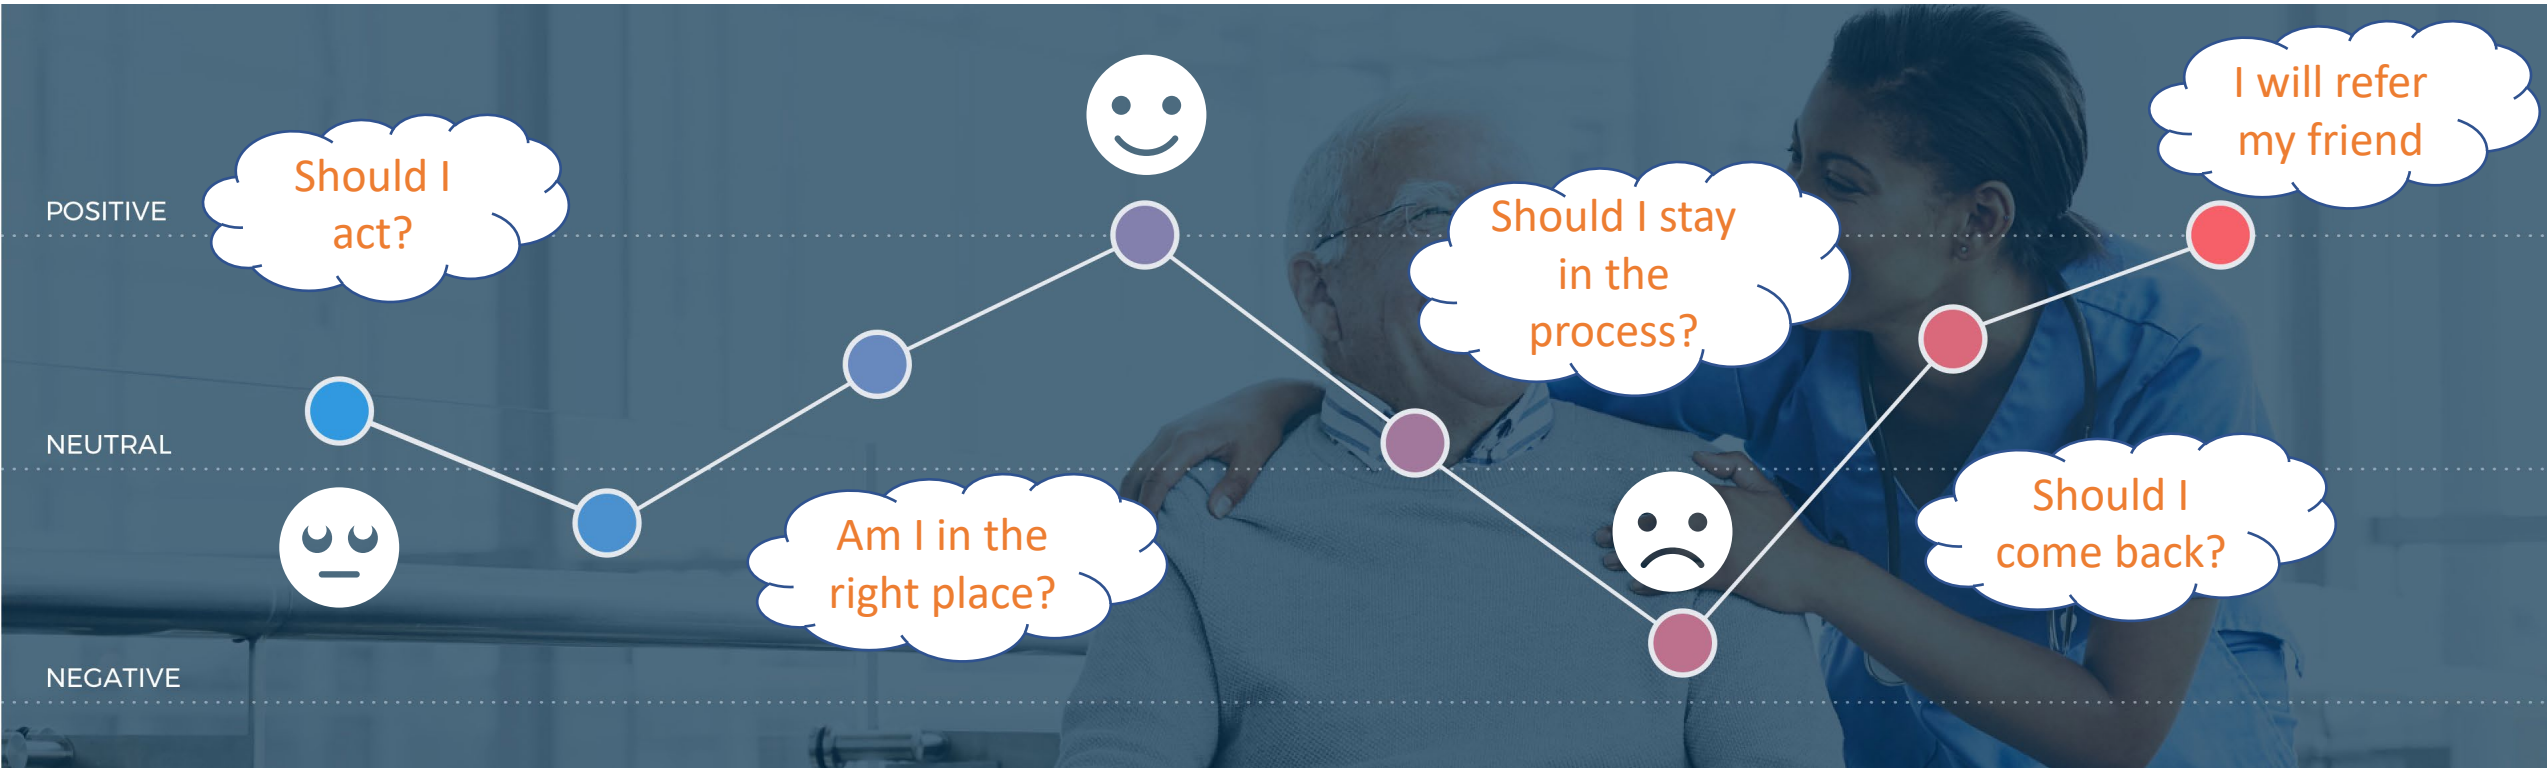 I will refer
my friend
Should I
act?
POSITIVE
Should I stay
in the
process?
NEUTRAL
Am I in the
right place?
Should I
come back?
NEGATIVE